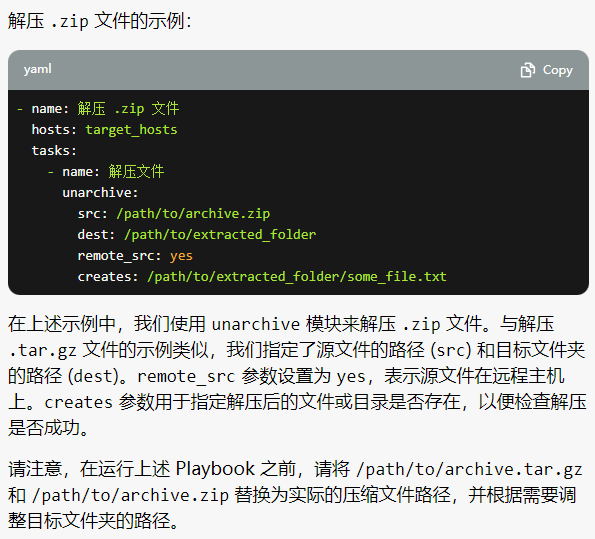 解压 .zip 文件的示例：
yaml
Copy
- name: 解压 .zip 文件
  hosts: target_hosts
  tasks:
    - name: 解压文件
      unarchive:
        src: /path/to/archive.zip
        dest: /path/to/extracted_folder
        remote_src: yes
        creates: /path/to/extracted_folder/some_file.txt
在上述示例中，我们使用 unarchive 模块来解压 .zip 文件。与解压
.tar.gz 文件的示例类似，我们指定了源文件的路径 (src) 和目标文件夹
的路径 (dest)。remote_src 参数设置为 yes，表示源文件在远程主机
上。creates 参数用于指定解压后的文件或目录是否存在，以便检查解压
是否成功。
请注意，在运行上述 Playbook 之前，请将 /path/to/archive.tar.gz
和 /path/to/archive.zip 替换为实际的压缩文件路径，并根据需要调
整目标文件夹的路径。